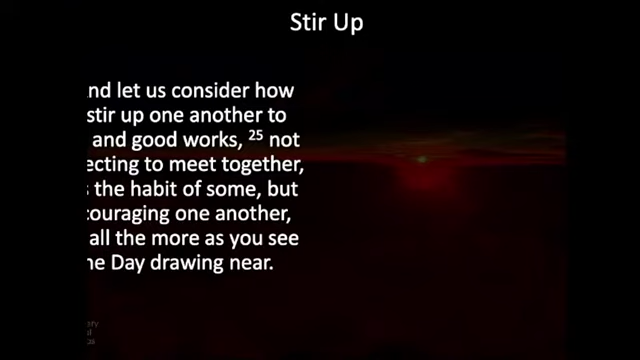 Stir Up
and let us consider how
stir up one another to
and good works, ²⁵ not
ecting to meet together,
s the habit of some, but
couraging one another,
all the more as you see
he Day drawing near.